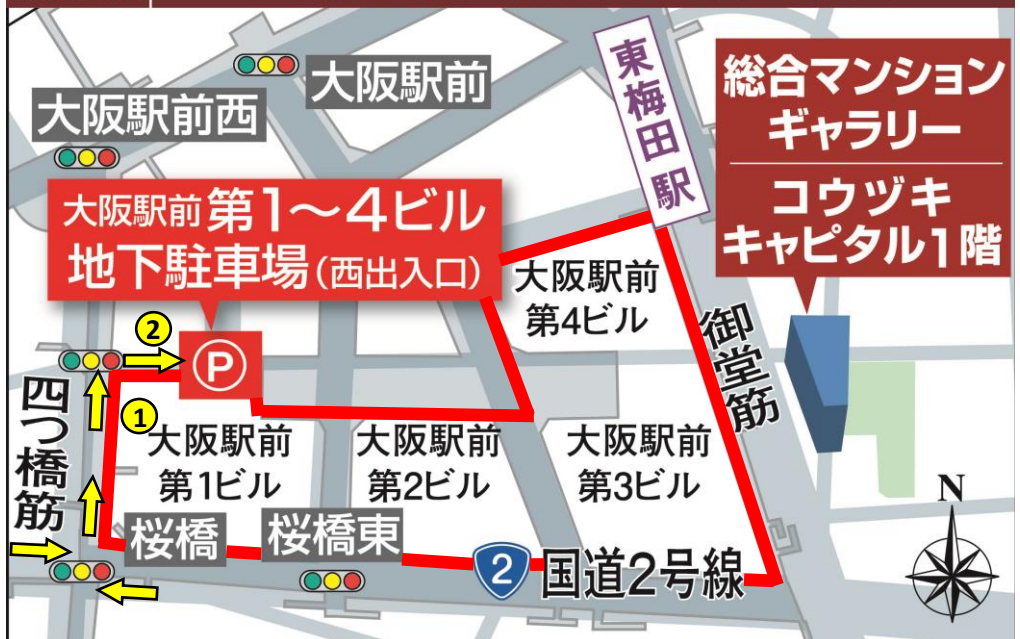 大阪駅前
大阪駅前西
東梅田駅
総合マンション
ギャラリー
コウヅキ
キャピタル1階
大阪駅前 第1～4ビル
地下駐車場(西出入口)
大阪駅前
第4ビル
②
P
御堂筋
四つ橋筋
①
大阪駅前
第1ビル
大阪駅前
第2ビル
大阪駅前
第3ビル
N
桜橋
桜橋東
2
国道2号線